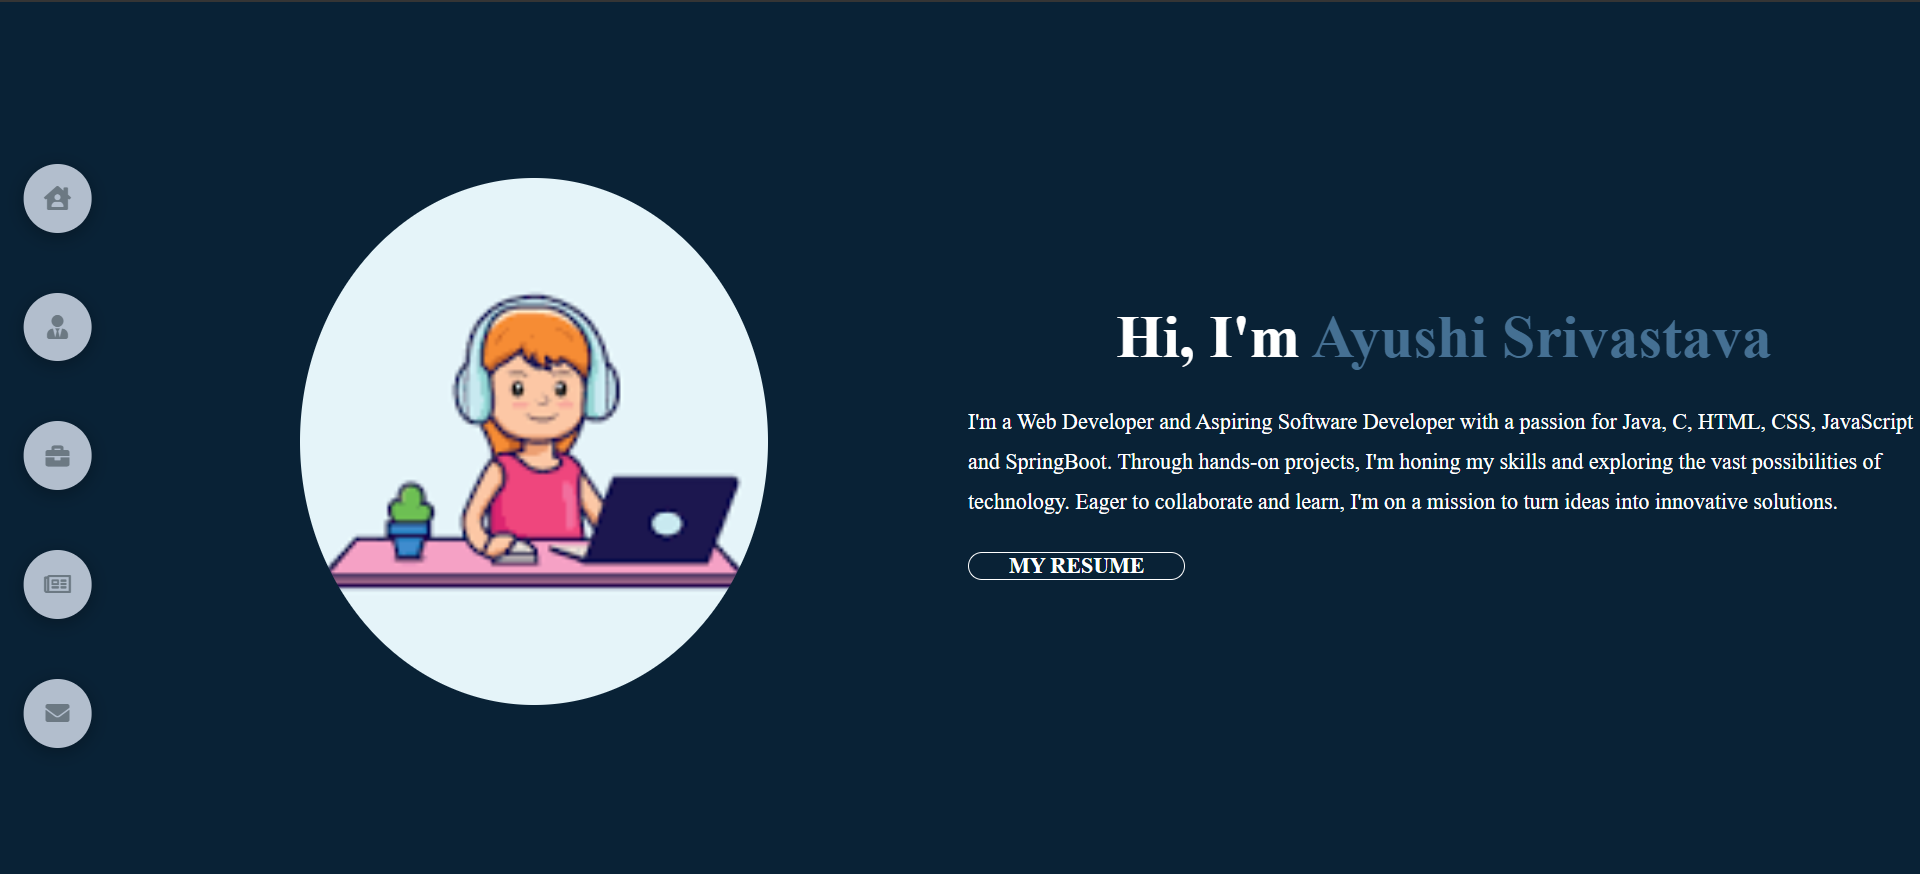 Hi, I'm Ayushi Srivastava
I'm a Web Developer and Aspiring Software Developer with a passion for Java, C, HTML, CSS, JavaScript
and SpringBoot. Through hands-on projects, I'm honing my skills and exploring the vast possibilities of
technology. Eager to collaborate and learn, I'm on a mission to turn ideas into innovative solutions.
MY RESUME